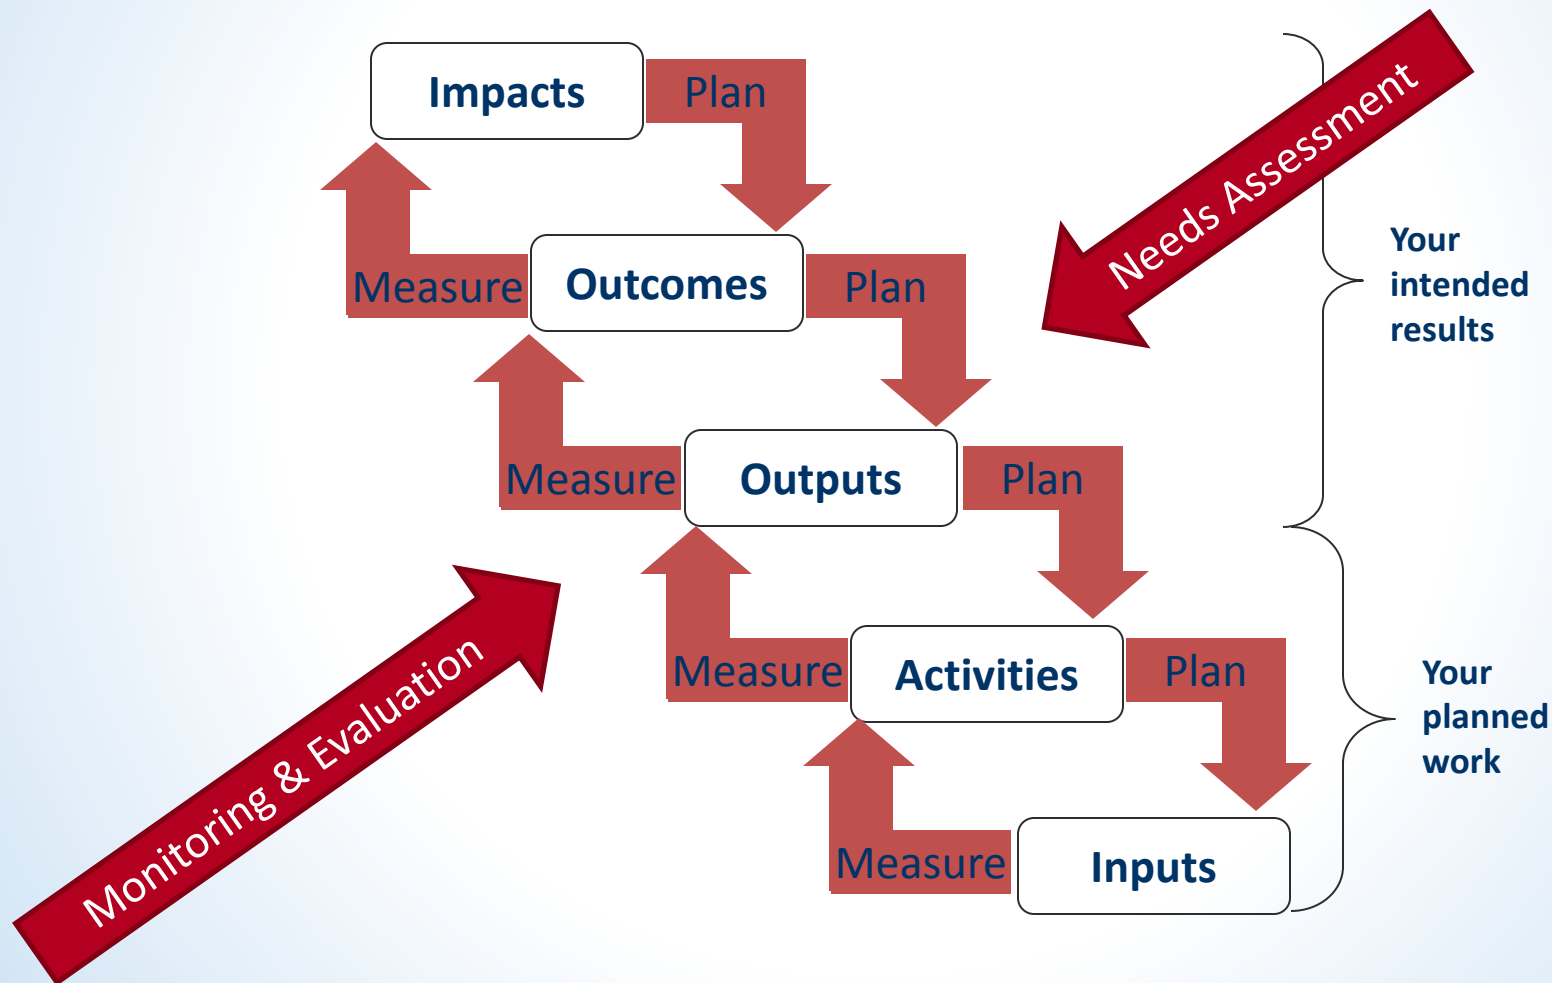 Impacts
Plan
Needs Assessment
Measure
Outcomes
Plan
Your
intended
results
Measure
Outputs
Plan
Monitoring & Evaluation
Measure
Activities
Plan
Your
planned
work
Measure
Inputs